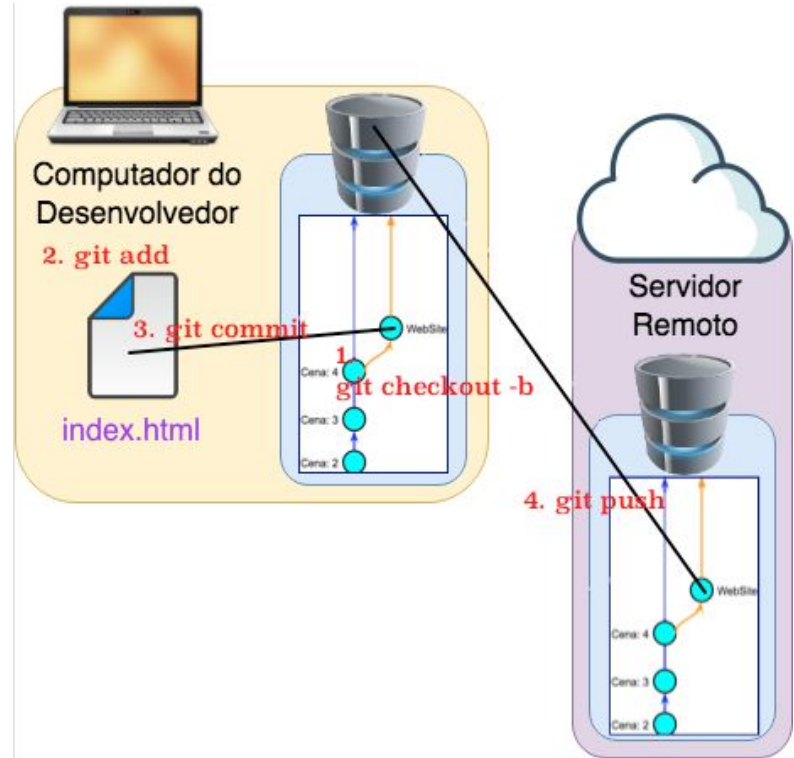 Computador do
Desenvolvedor
2. git add
3. git commit
index.html
WebSite
1.
git checkout -b
Cena: 4
Cena: 3
Cena: 2
Servidor
Remoto
4. git push
WebSite
Cena: 4
Cena: 3
Cena: 2